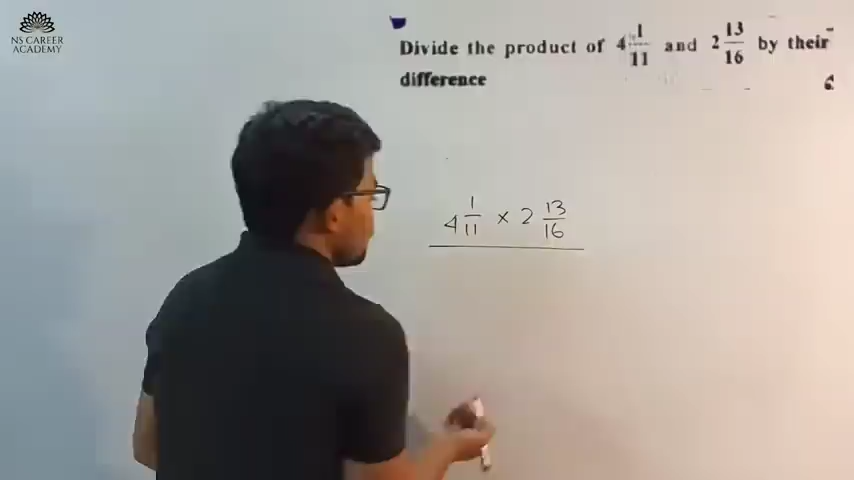 NS CAREER
ACADEMY
Divide the product of 4 1/11 and 2 13/16 by their
difference
4 1/11 × 2 13/16